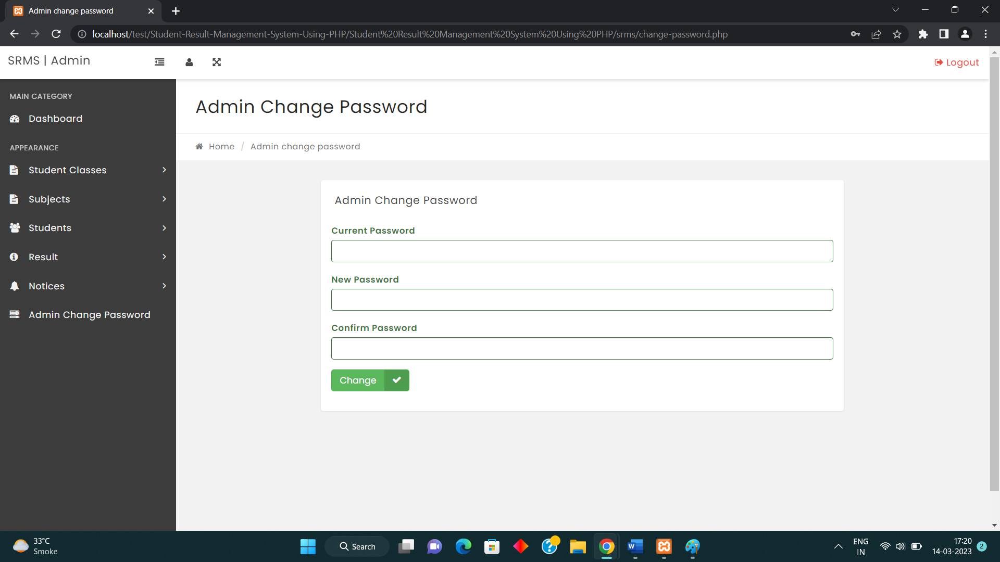 Admin change password
localhost/test/Student-Result-Management-System-Using-PHP/Student%20Result%20Management%20System%20Using%20PHP/srms/change-password.php
SRMS | Admin
Logout
MAIN CATEGORY
Dashboard
APPEARANCE
Student Classes
Subjects
Students
Result
Notices
Admin Change Password
Admin Change Password
Home / Admin change password
Admin Change Password
Current Password
New Password
Confirm Password
Change
33°C
Smoke
Search
ENG
IN
17:20
14-03-2023
2